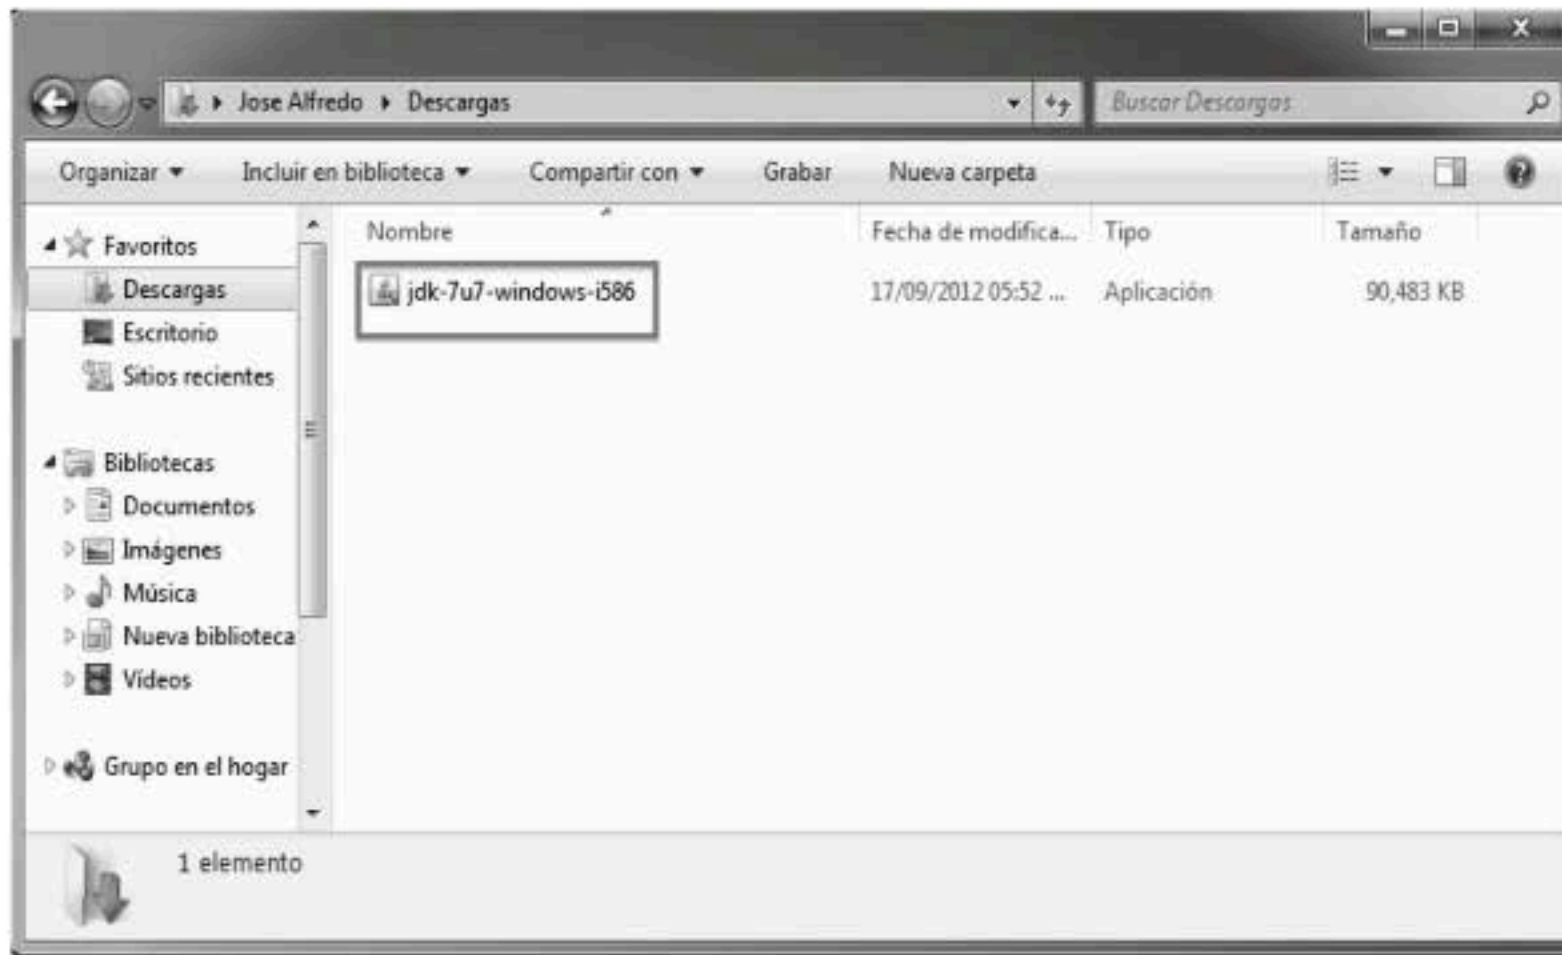 Jose Alfredo Descargas
Buscar Descargas
Organizar Incluir en biblioteca Compartir con Grabar Nueva carpeta
Nombre Fecha de modifica... Tipo Tamaño
jdk-7u7-windows-i586 17/09/2012 05:52 ... Aplicación 90,483 KB
Favoritos
Descargas
Escritorio
Sitios recientes
Bibliotecas
Documentos
Imágenes
Música
Nueva biblioteca
Vídeos
Grupo en el hogar
1 elemento